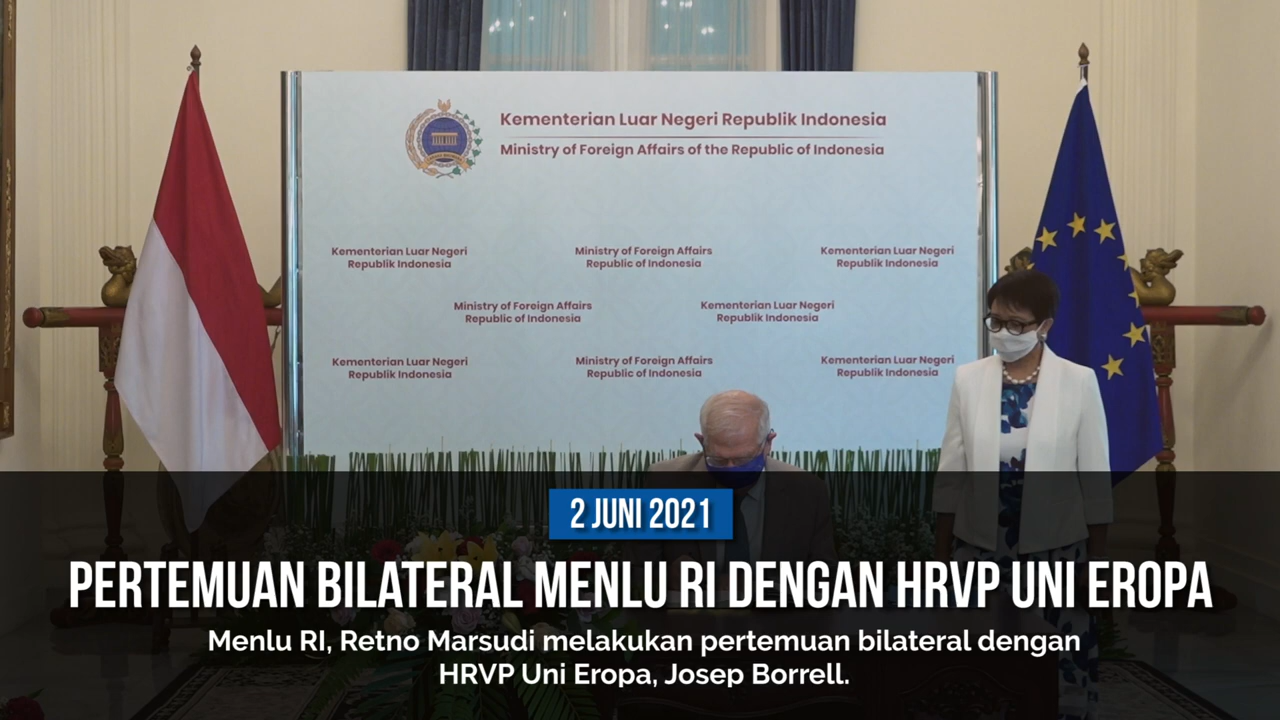 Kementerian Luar Negeri Republik Indonesia
Ministry of Foreign Affairs of the Republic of Indonesia
Kementerian Luar Negeri
Republik Indonesia
Ministry of Foreign Affairs
Republic of Indonesia
Kementerian Luar Negeri
Republik Indonesia
Ministry of Foreign Affairs
Republic of Indonesia
Kementerian Luar Negeri
Republik Indonesia
Kementerian Luar Negeri
Republik Indonesia
Ministry of Foreign Affairs
Republic of Indonesia
Kementerian Luar Negeri
Republik Indonesia
2 JUNI 2021
PERTEMUAN BILATERAL MENLU RI DENGAN HRVP UNI EROPA
Menlu RI, Retno Marsudi melakukan pertemuan bilateral dengan
HRVP Uni Eropa, Josep Borrell.